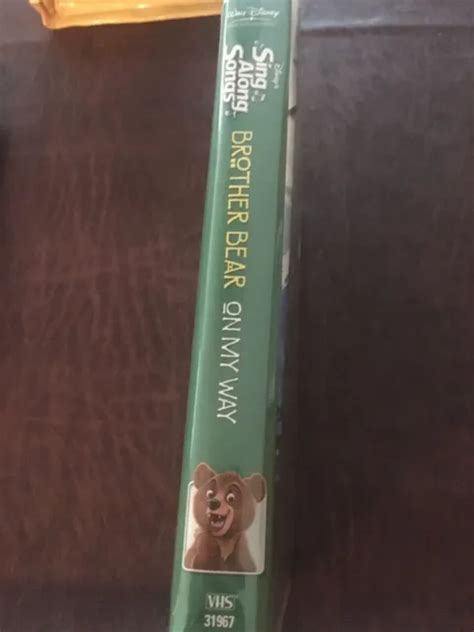 Walt Disney
Disney's
Sing
Along
Songs
BROTHER BEAR ON MY WAY
VHS
31967